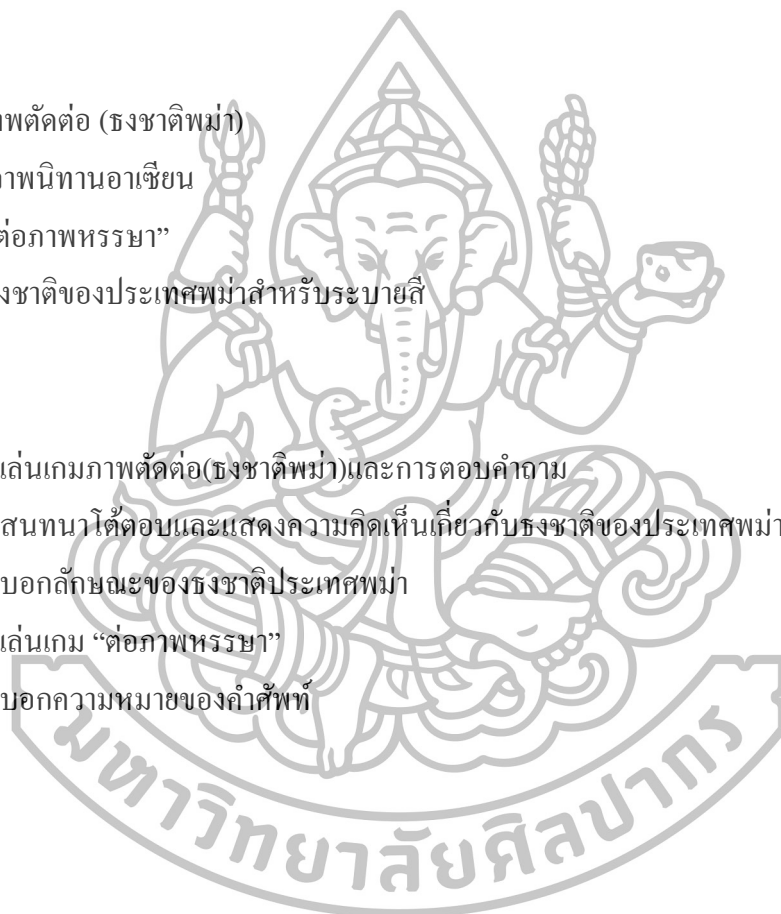 าพตัดต่อ (ธงชาติพม่า)
าพนิทานอาเซียน
ต่อภาพหรรษา”
งชาติของประเทศพม่าสำหรับระบายสี
เล่นเกมภาพตัดต่อ(ธงชาติพม่า)และการตอบคำถาม
สนทนาโต้ตอบและแสดงความคิดเห็นเกี่ยวกับธงชาติของประเทศพม่า
บอกลักษณะของธงชาติประเทศพม่า
เล่นเกม “ต่อภาพหรรษา”
บอกความหมายของคำศัพท์
มหาวิทยาลัยศิลปากร